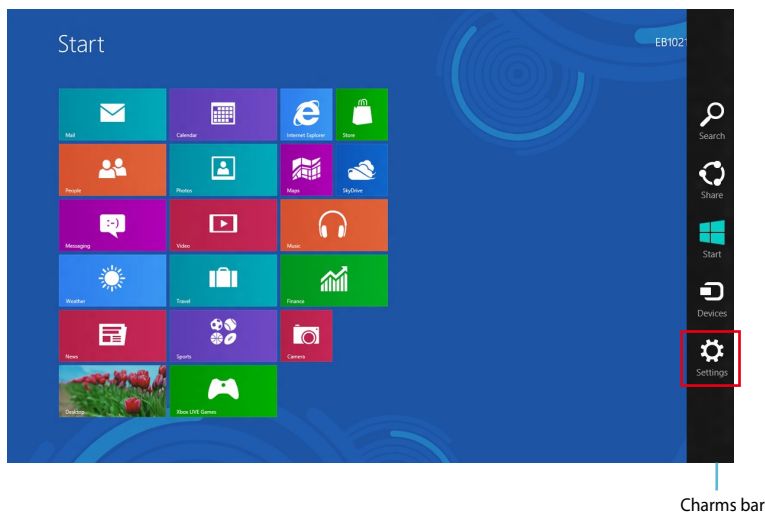 Start
EB1021
Search
Share
Start
Devices
Settings
Mail
Calendar
Internet Explorer
Store
People
Photos
Maps
SkyDrive
Messaging
:-)
Video
Music
Weather
Travel
Finance
News
Sports
Camera
Desktop
Xbox LIVE Games
Charms bar